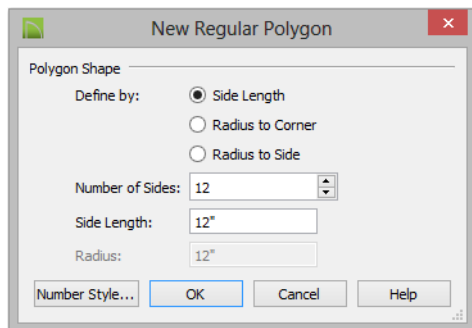 New Regular Polygon
Polygon Shape
Define by: Side Length
Radius to Corner
Radius to Side
Number of Sides: 12
Side Length: 12"
Radius: 12"
Number Style... OK Cancel Help